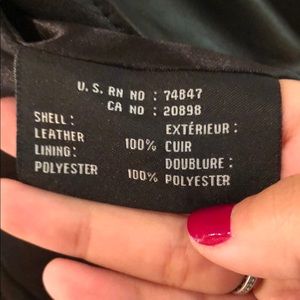 U.S. RN NO : 74847
CA NO : 20898
SHELL: EXTÉRIEUR:
LEATHER 100% CUIR
LINING: DOUBLURE:
POLYESTER 100% POLYESTER